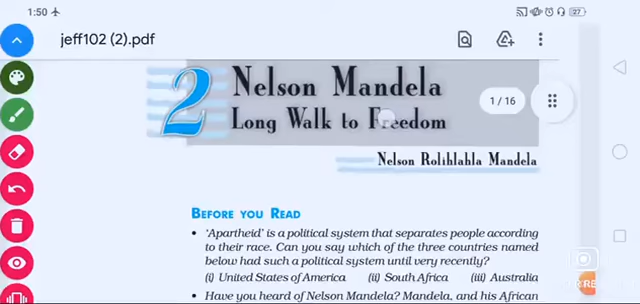 1:50
27
jeff102 (2).pdf
2
Nelson Mandela
Long Walk to Freedom
1 / 16
Nelson Rolihlahla Mandela
BEFORE YOU READ
• ‘Apartheid’ is a political system that separates people according
to their race. Can you say which of the three countries named
below had such a political system until very recently?
(i) United States of America (ii) South Africa (iii) Australia
• Have you heard of Nelson Mandela? Mandela, and his African